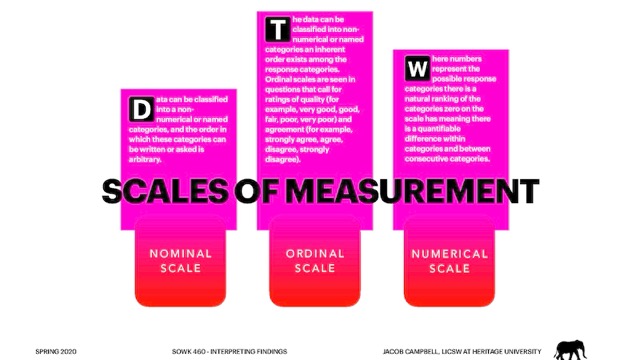 Data can be classified
into a non-
numerical or named
categories, and the order in
which these categories can
be written or asked is
arbitrary.
The data can be
classified into non-
numerical or named
categories an inherent
order exists among the
response categories.
Ordinal scales are seen in
questions that call for
ratings of quality (for
example, very good, good,
fair, poor, very poor) and
agreement (for example,
strongly agree, agree,
disagree, strongly
disagree).
Where numbers
represent the
possible response
categories there is a
natural ranking of the
categories zero on the
scale has meaning there
is a quantifiable
difference within
categories and between
consecutive categories.
SCALES OF MEASUREMENT
NOMINAL
SCALE
ORDINAL
SCALE
NUMERICAL
SCALE
SPRING 2020
SOWK 460 - INTERPRETING FINDINGS
JACOB CAMPBELL, LICSW AT HERITAGE UNIVERSITY